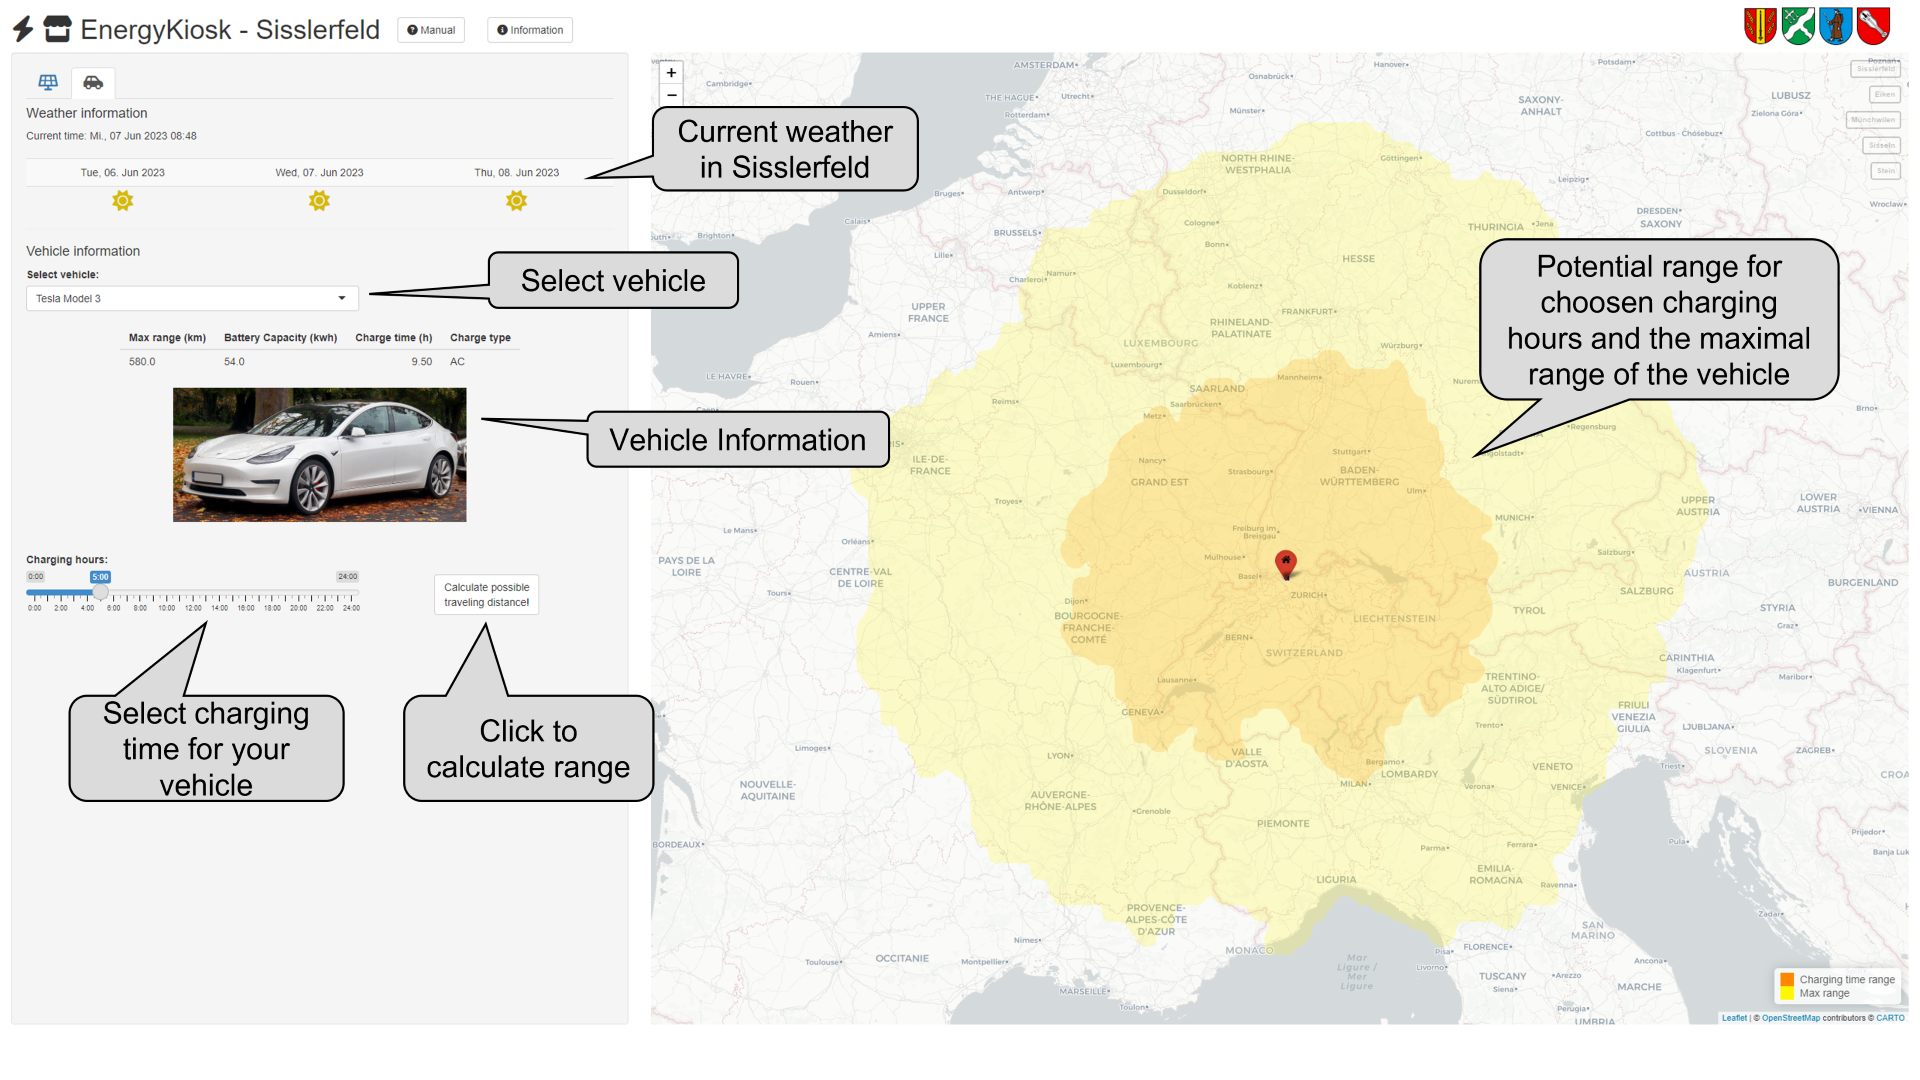 EnergyKiosk - Sisslerfeld
Manual
Information
Weather information
Current time: Mi., 07 Jun 2023 08:48
Tue, 06. Jun 2023
Wed, 07. Jun 2023
Thu, 08. Jun 2023
Current weather
in Sisslerfeld
Vehicle information
Select vehicle:
Tesla Model 3
Select vehicle
Max range (km) Battery Capacity (kwh) Charge time (h) Charge type
580.0 54.0 9.50 AC
Vehicle Information
Charging hours:
0:00 5:00 24:00
0:00 2:00 4:00 6:00 8:00 10:00 12:00 14:00 16:00 18:00 20:00 22:00 24:00
Calculate possible
traveling distance!
Select charging
time for your
vehicle
Click to
calculate range
Potential range for
choosen charging
hours and the maximal
range of the vehicle
+
−
Sisslerfeld
Eiken
Münchwilen
Sisseln
Stein
AMSTERDAM
Cambridge
THE HAGUE
Utrecht
Rotterdam
Osnabrück
Hanover
Potsdam
Poznań
Münster
SAXONY-
ANHALT
LUBUSZ
Zielona Góra
Cottbus - Chóśebuz
NORTH RHINE-
WESTPHALIA
Göttingen
Leipzig
Bruges
Antwerp
Dusseldorf
Wroclaw
Calais
Brighton
BRUSSELS
Cologne
DRESDEN
SAXONY
THURINGIA
Jena
Lille
Bonn
HESSE
Charleroi
Namur
Koblenz
UPPER
FRANCE
FRANKFURT
Amiens
RHINELAND-
PALATINATE
LUXEMBOURG
Luxembourg
Würzburg
LE HAVRE
Rouen
Mannheim
SAARLAND
Saarbrücken
Reims
Metz
Brno
Regensburg
ILE-DE-
FRANCE
Nancy
Strasbourg
Stuttgart
BADEN-
WÜRTTEMBERG
GRAND EST
Ulm
Troyes
UPPER
AUSTRIA
LOWER
AUSTRIA
VIENNA
MUNICH
Le Mans
Orléans
Freiburg im
Breisgau
Mulhouse
Basel
Salzburg
PAYS DE LA
LOIRE
CENTRE-VAL
DE LOIRE
AUSTRIA
BURGENLAND
Tours
Dijon
ZURICH
SALZBURG
BOURGOGNE-
FRANCHE-
COMTÉ
LIECHTENSTEIN
TYROL
STYRIA
Graz
BERN
SWITZERLAND
CARINTHIA
Klagenfurt
Maribor
Lausanne
TRENTINO-
ALTO ADIGE/
SÜDTIROL
GENEVA
FRIULI
VENEZIA
GIULIA
Trento
LJUBLJANA
Limoges
LYON
VALLE
D'AOSTA
SLOVENIA
ZAGREB
Bergamo
LOMBARDY
VENETO
Triest
MILAN
Verona
VENICE
NOUVELLE-
AQUITAINE
AUVERGNE-
RHÔNE-ALPES
Grenoble
PIEMONTE
Prijedor
BORDEAUX
Parma
Ferrara
Pula
Banja Luk
EMILIA-
ROMAGNA
Ravenna
LIGURIA
PROVENCE-
ALPES-CÔTE
D'AZUR
Zadar
SAN
MARINO
Nimes
MONACO
FLORENCE
Pisa
Toulouse
OCCITANIE
Montpellier
Mar
Ligure /
Mer
Ligure
Livorno
Ancona
TUSCANY
Siena
Arezzo
MARCHE
MARSEILLE
Toulon
Perugia
UMBRIA
Charging time range
Max range
Leaflet | © OpenStreetMap contributors © CARTO